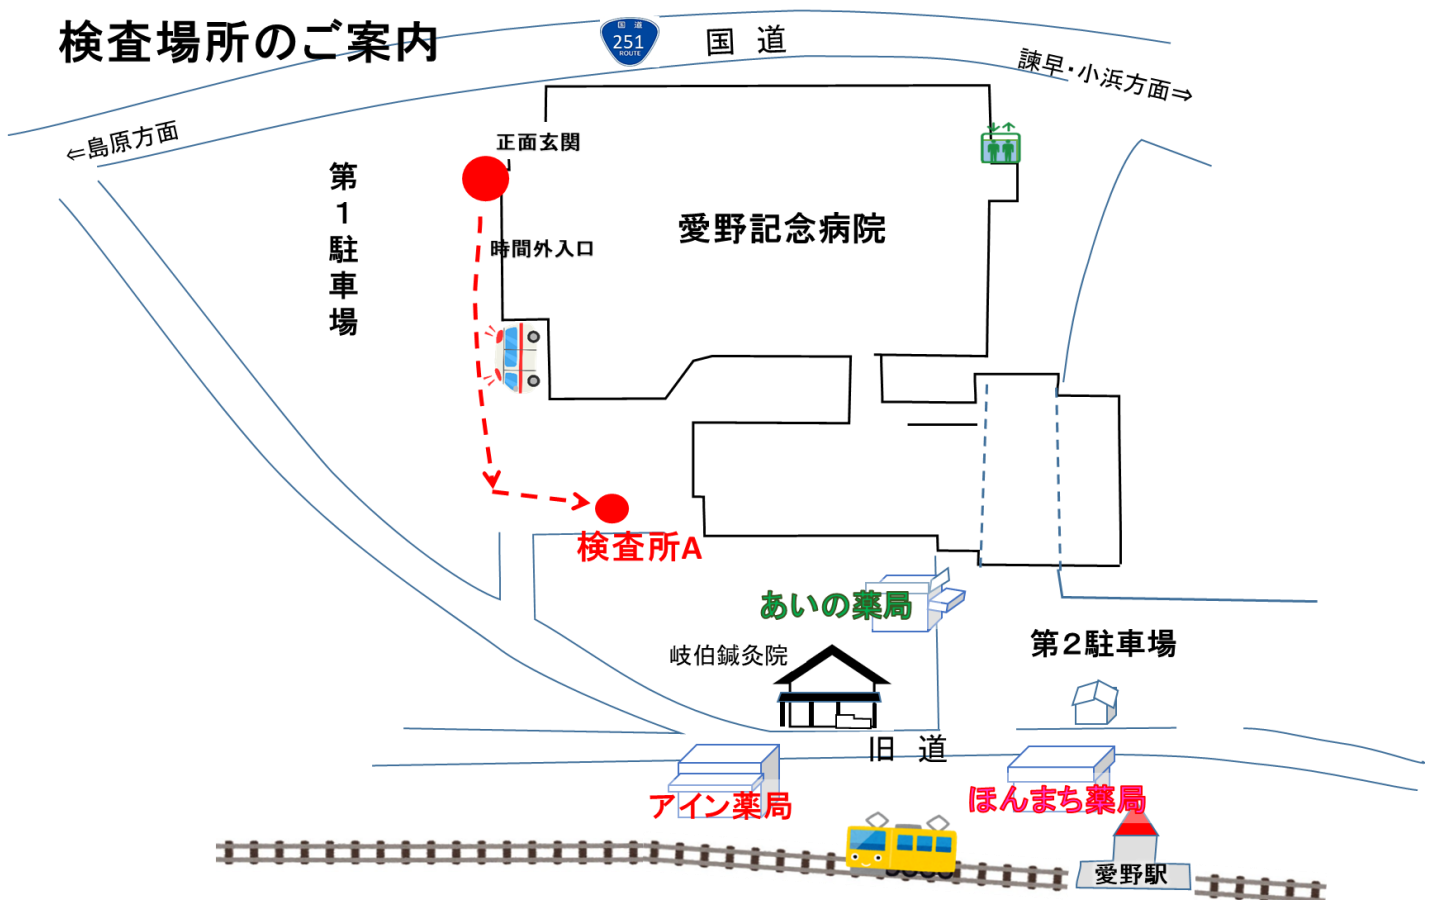 検査場所のご案内
国道
251
ROUTE
国 道
諫早・小浜方面⇒
⇐島原方面
正面玄関
第1駐車場
愛野記念病院
時間外入口
検査所A
あいの薬局
岐伯鍼灸院
第2駐車場
旧 道
アイン薬局
ほんまち薬局
愛野駅